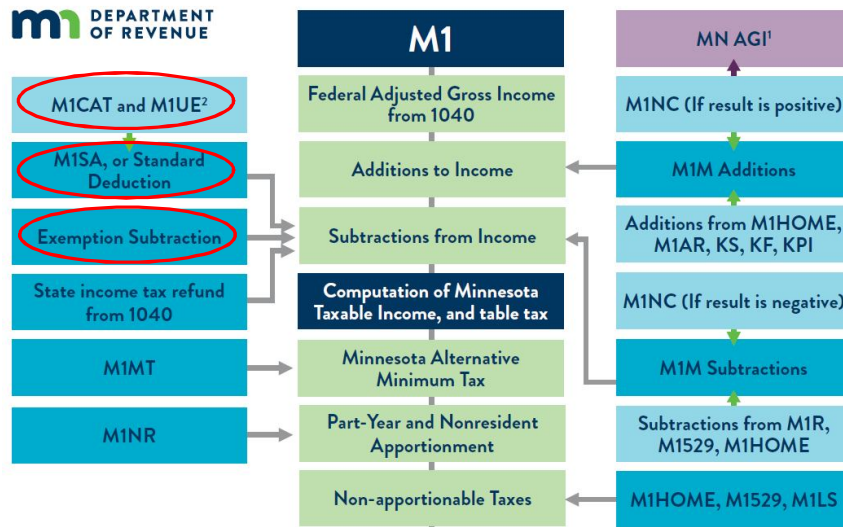 DEPARTMENT
OF REVENUE
M1CAT and M1UE²
M1SA, or Standard
Deduction
Exemption Subtraction
State income tax refund
from 1040
M1MT
M1NR
M1
Federal Adjusted Gross Income
from 1040
Additions to Income
Subtractions from Income
Computation of Minnesota
Taxable Income, and table tax
Minnesota Alternative
Minimum Tax
Part-Year and Nonresident
Apportionment
Non-apportionable Taxes
MN AGI¹
M1NC (If result is positive)
M1M Additions
Additions from M1HOME,
M1AR, KS, KF, KPI
M1NC (If result is negative)
M1M Subtractions
Subtractions from M1R,
M1529, M1HOME
M1HOME, M1529, M1LS